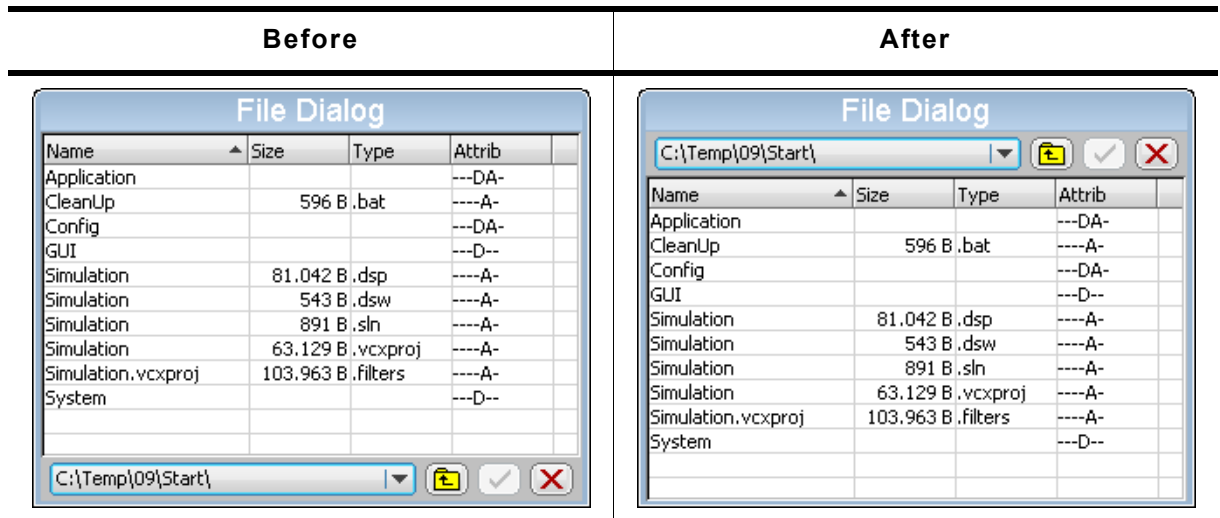 Before After
File Dialog
Name Size Type Attrib
Application ---DA-
CleanUp 596 B .bat ----A-
Config ---DA-
GUI ---D--
Simulation 81.042 B .dsp ----A-
Simulation 543 B .dsw ----A-
Simulation 891 B .sln ----A-
Simulation 63.129 B .vcxproj ----A-
Simulation.vcxproj 103.963 B .filters ----A-
System ---D--
C:\Temp\09\Start\
File Dialog
C:\Temp\09\Start\
Name Size Type Attrib
Application ---DA-
CleanUp 596 B .bat ----A-
Config ---DA-
GUI ---D--
Simulation 81.042 B .dsp ----A-
Simulation 543 B .dsw ----A-
Simulation 891 B .sln ----A-
Simulation 63.129 B .vcxproj ----A-
Simulation.vcxproj 103.963 B .filters ----A-
System ---D--